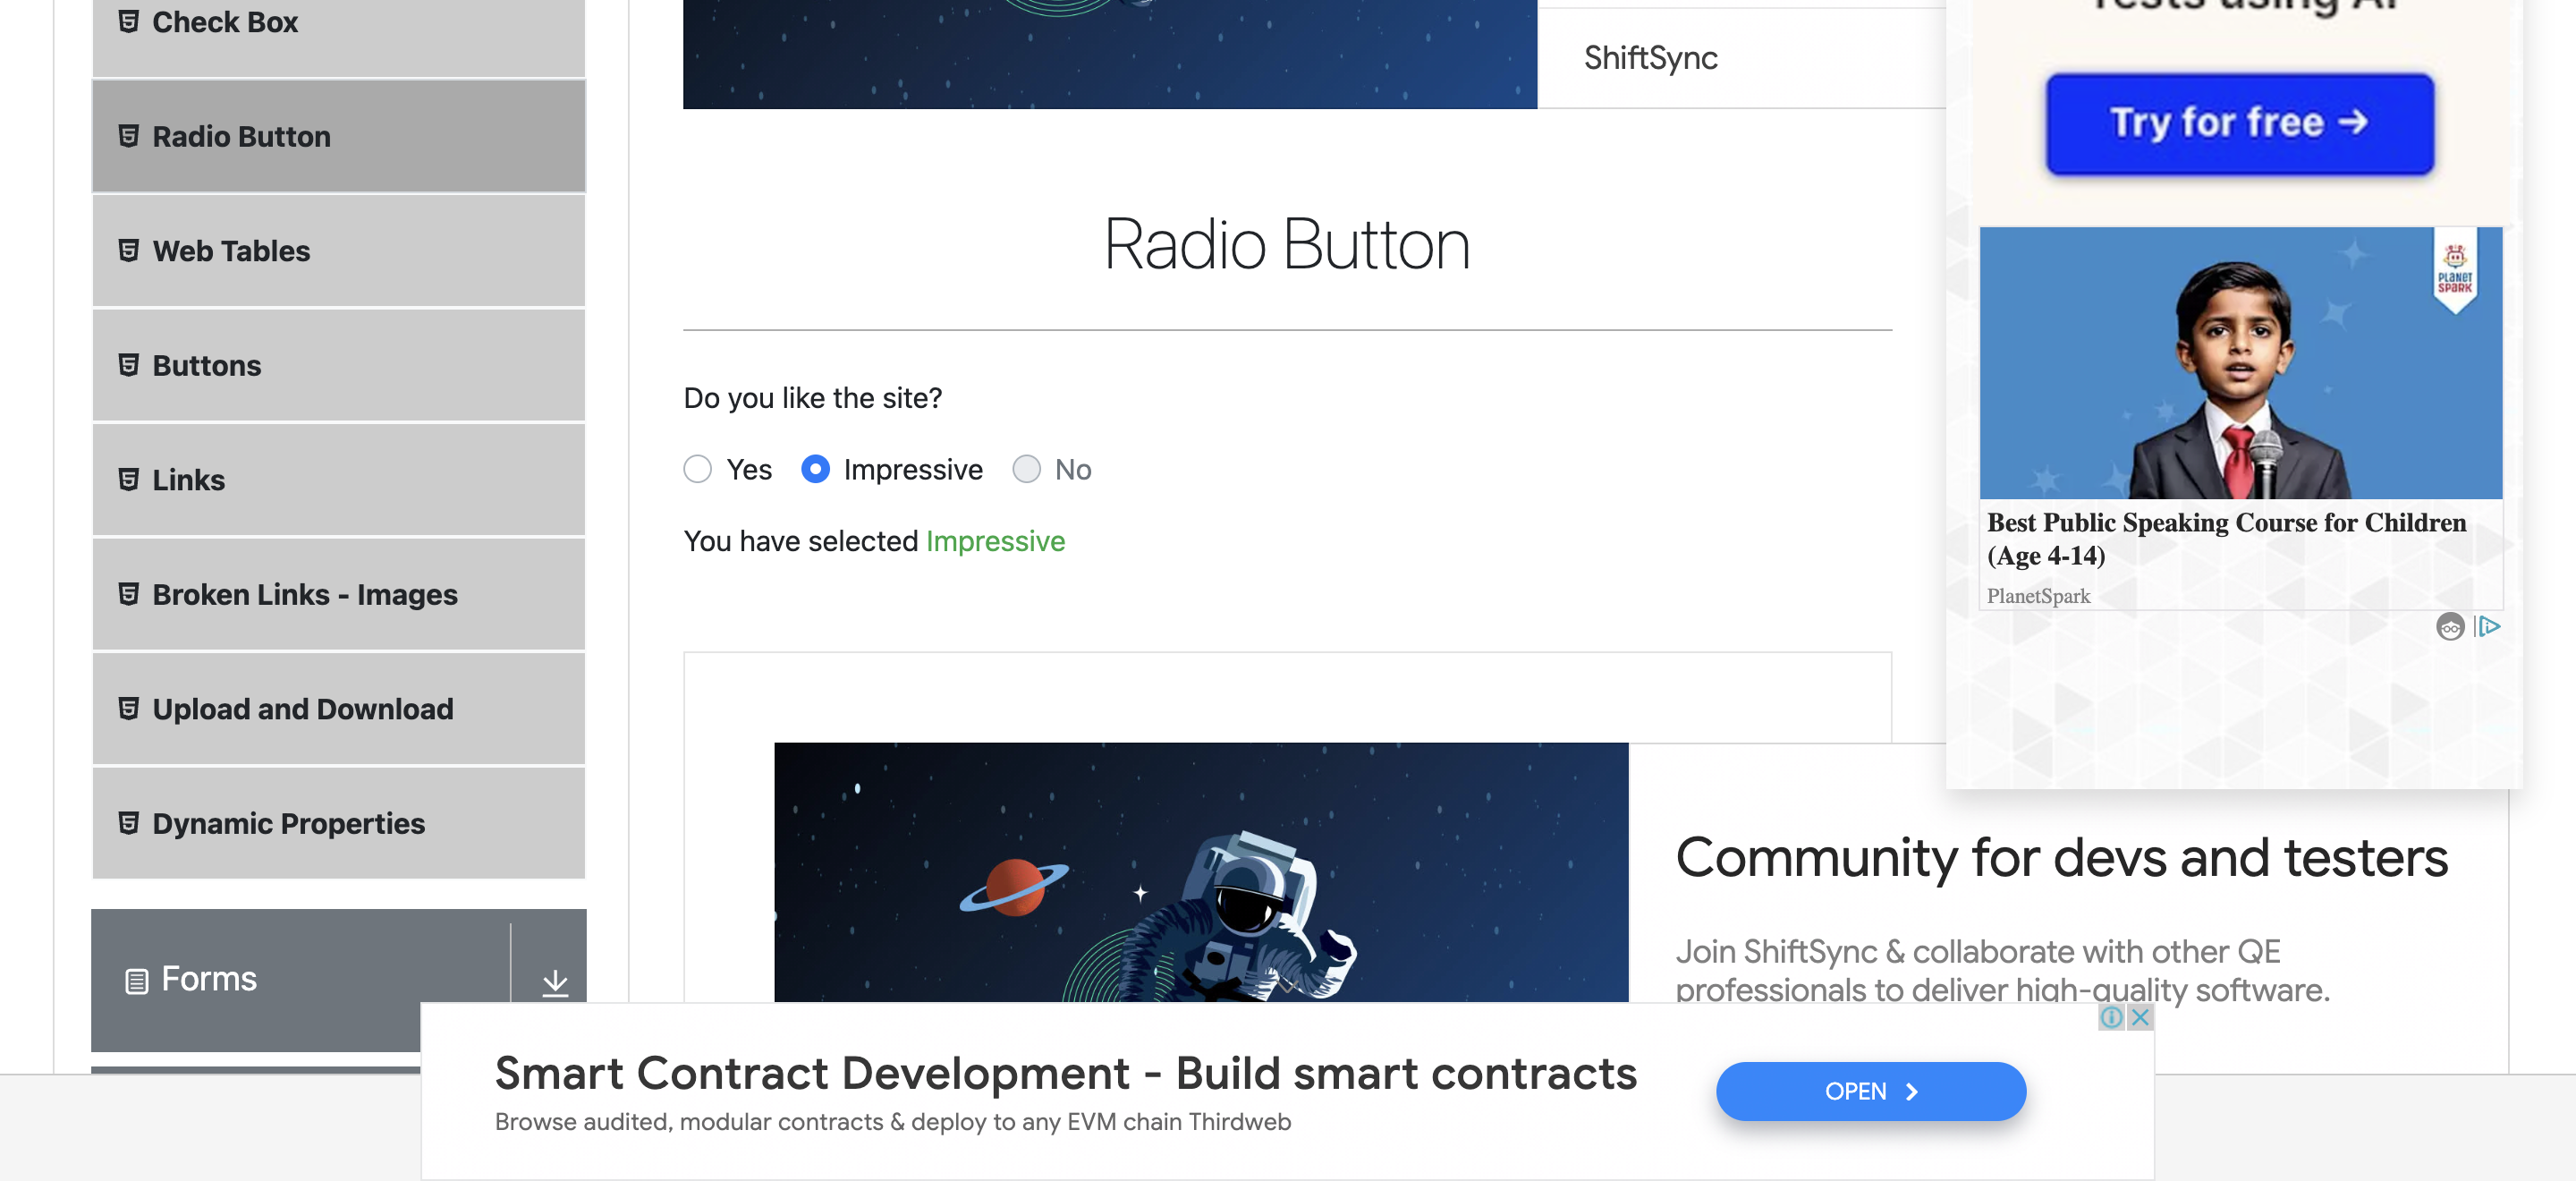 Check Box
Radio Button
Web Tables
Buttons
Links
Broken Links - Images
Upload and Download
Dynamic Properties
Forms
ShiftSync
Radio Button
Do you like the site?
Yes Impressive No
You have selected Impressive
Community for devs and testers
Join ShiftSync & collaborate with other QE
professionals to deliver high-quality software.
Tests using AI
Try for free →
PLANET
SPARK
Best Public Speaking Course for Children
(Age 4-14)
PlanetSpark
Smart Contract Development - Build smart contracts
Browse audited, modular contracts & deploy to any EVM chain Thirdweb
OPEN